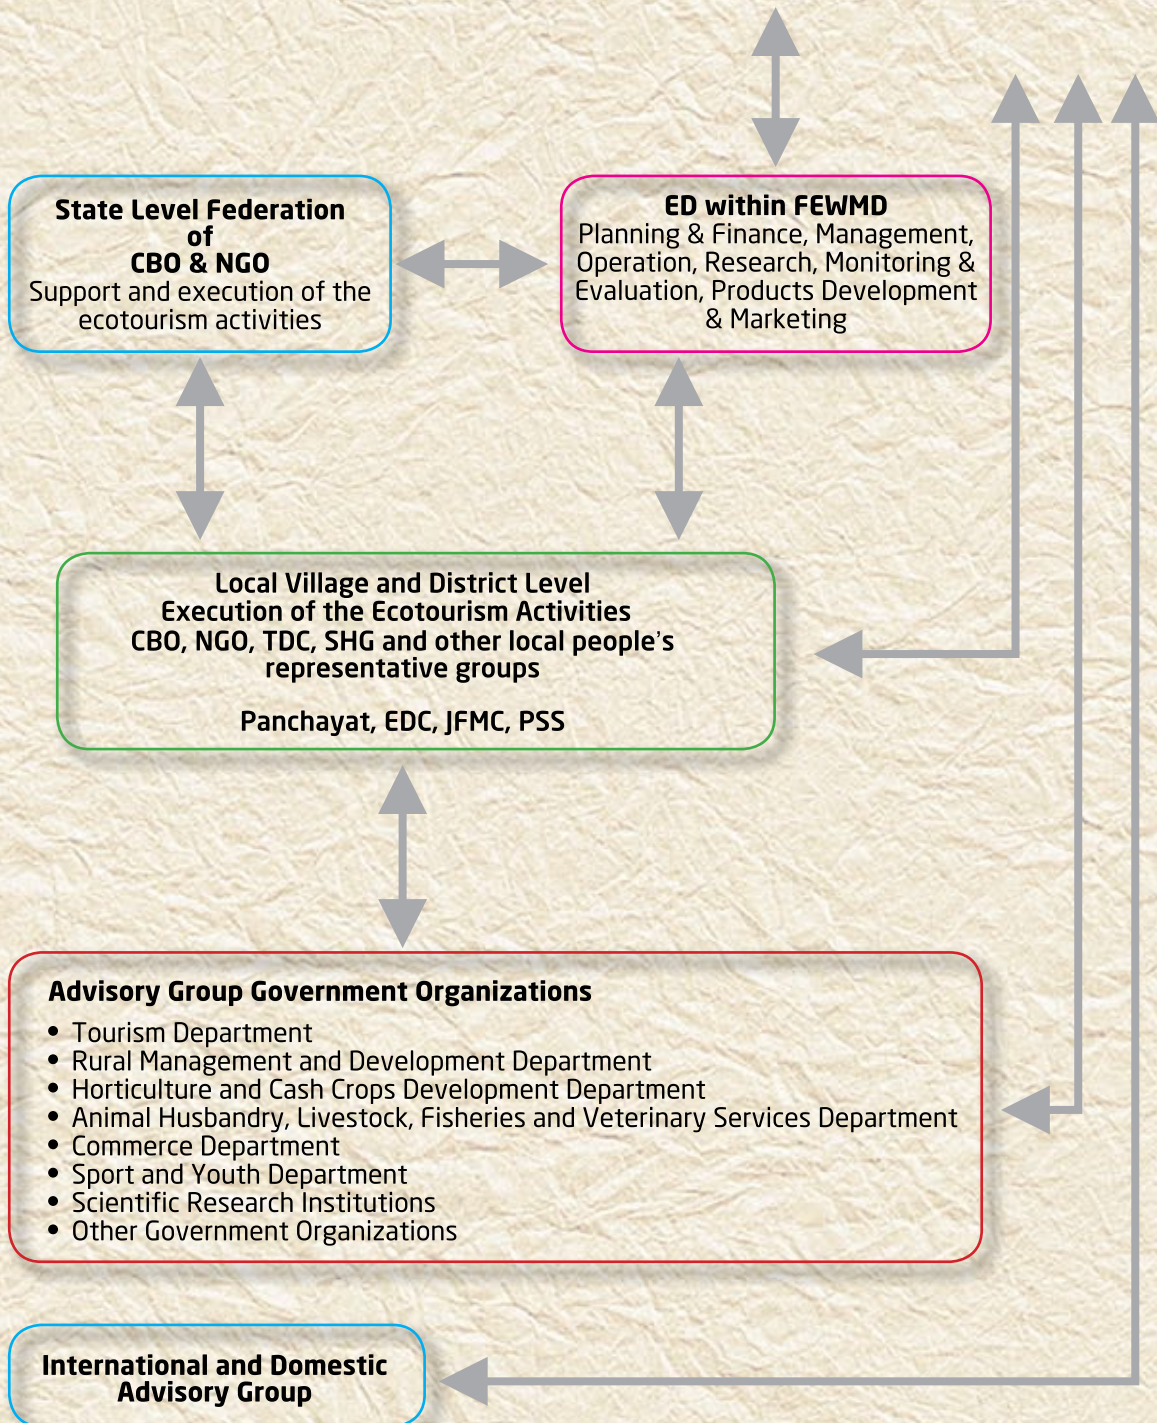 State Level Federation
of
CBO & NGO
Support and execution of the
ecotourism activities
ED within FEWMD
Planning & Finance, Management,
Operation, Research, Monitoring &
Evaluation, Products Development
& Marketing
Local Village and District Level
Execution of the Ecotourism Activities
CBO, NGO, TDC, SHG and other local people's
representative groups
Panchayat, EDC, JFMC, PSS
Advisory Group Government Organizations
• Tourism Department
• Rural Management and Development Department
• Horticulture and Cash Crops Development Department
• Animal Husbandry, Livestock, Fisheries and Veterinary Services Department
• Commerce Department
• Sport and Youth Department
• Scientific Research Institutions
• Other Government Organizations
International and Domestic
Advisory Group